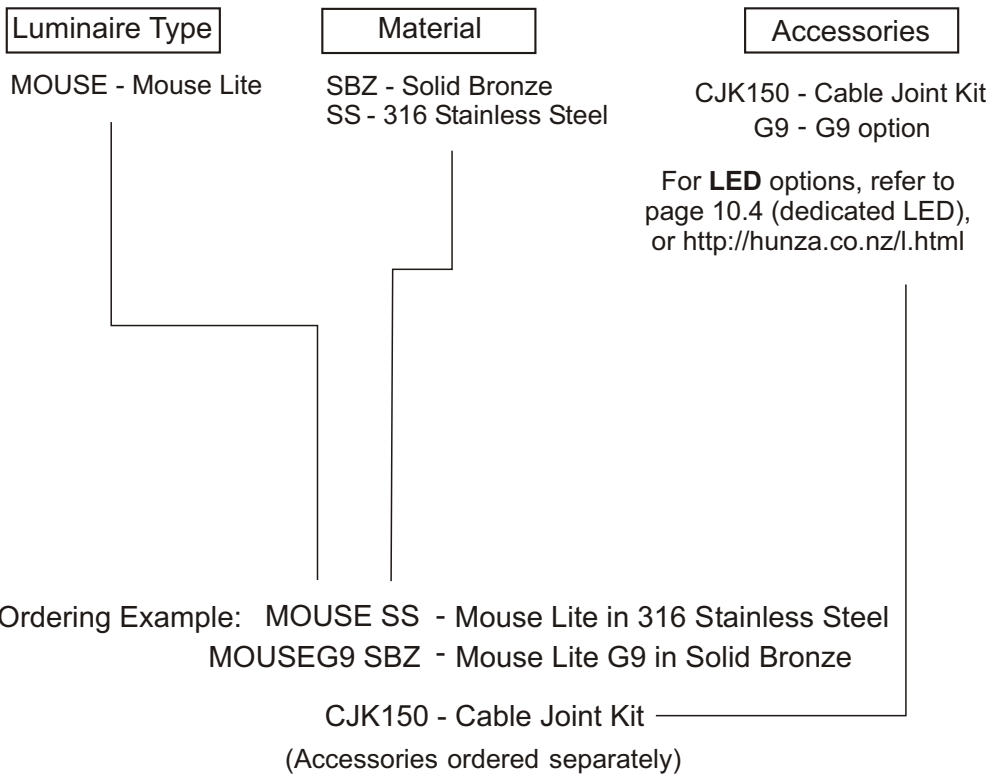 Luminaire Type
MOUSE - Mouse Lite
Material
SBZ - Solid Bronze
SS - 316 Stainless Steel
Accessories
CJK150 - Cable Joint Kit
G9 - G9 option
For LED options, refer to
page 10.4 (dedicated LED),
or http://hunza.co.nz/l.html
Ordering Example: MOUSE SS - Mouse Lite in 316 Stainless Steel
MOUSEG9 SBZ - Mouse Lite G9 in Solid Bronze
CJK150 - Cable Joint Kit
(Accessories ordered separately)